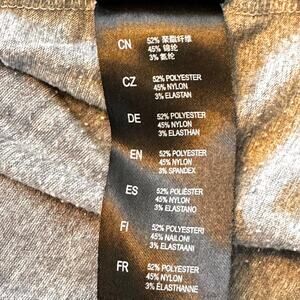 CN
52% 聚酯纤维
45% 锦纶
3% 氨纶
CZ
52% POLYESTER
45% NYLON
3% ELASTAN
DE
52% POLYESTER
45% NYLON
3% ELASTHAN
EN
52% POLYESTER
45% NYLON
3% SPANDEX
ES
52% POLIÉSTER
45% NYLON
3% ELASTANO
FI
52% POLYESTERI
45% NAILONI
3% ELASTAANI
FR
52% POLYESTER
45% NYLON
3% ÉLASTHANNE